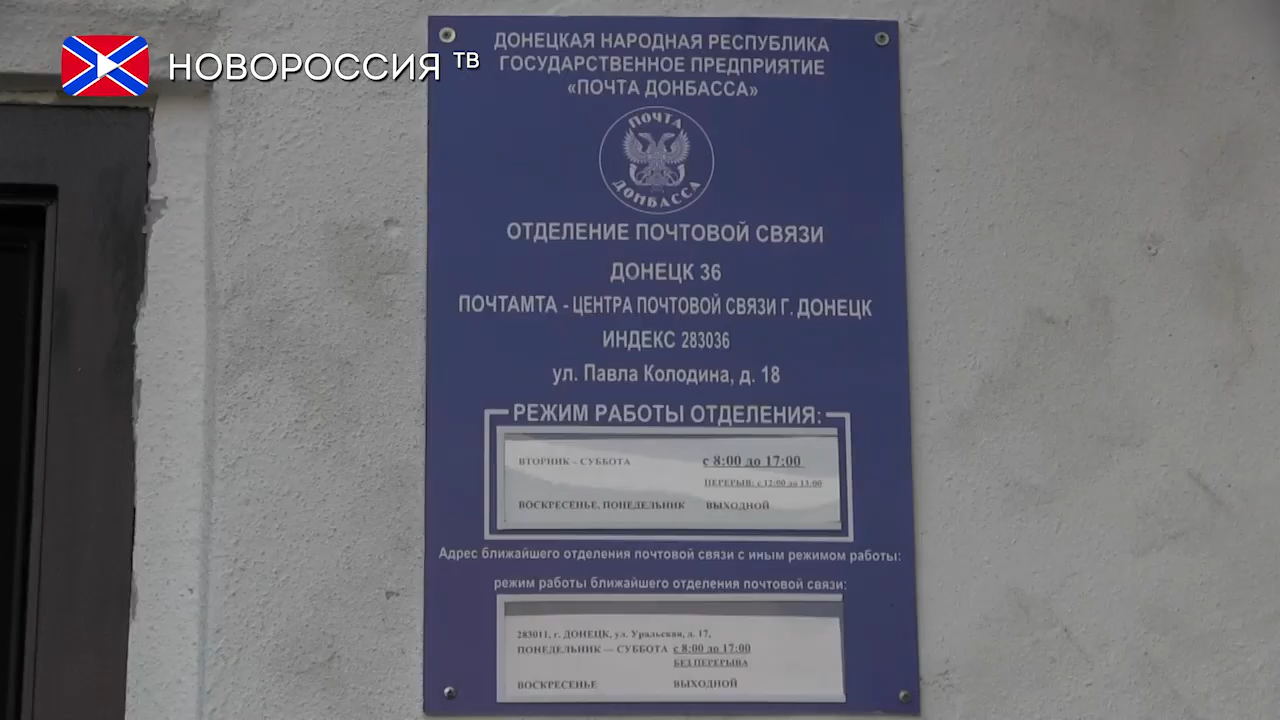 НОВОРОССИЯ ТВ
ДОНЕЦКАЯ НАРОДНАЯ РЕСПУБЛИКА
ГОСУДАРСТВЕННОЕ ПРЕДПРИЯТИЕ
«ПОЧТА ДОНБАССА»
ПОЧТА
ДОНБАССА
ОТДЕЛЕНИЕ ПОЧТОВОЙ СВЯЗИ
ДОНЕЦК 36
ПОЧТАМТА - ЦЕНТРА ПОЧТОВОЙ СВЯЗИ Г. ДОНЕЦК
ИНДЕКС 283036
ул. Павла Колодина, д. 18
РЕЖИМ РАБОТЫ ОТДЕЛЕНИЯ:
ВТОРНИК – СУББОТА с 8:00 до 17:00
ПЕРЕРЫВ: с 12:00 до 13:00
ВОСКРЕСЕНЬЕ, ПОНЕДЕЛЬНИК ВЫХОДНОЙ
Адрес ближайшего отделения почтовой связи с иным режимом работы:
режим работы ближайшего отделения почтовой связи:
283011, г. ДОНЕЦК, ул. Уральская, д. 17,
ПОНЕДЕЛЬНИК — СУББОТА с 8:00 до 17:00
БЕЗ ПЕРЕРЫВА
ВОСКРЕСЕНЬЕ ВЫХОДНОЙ